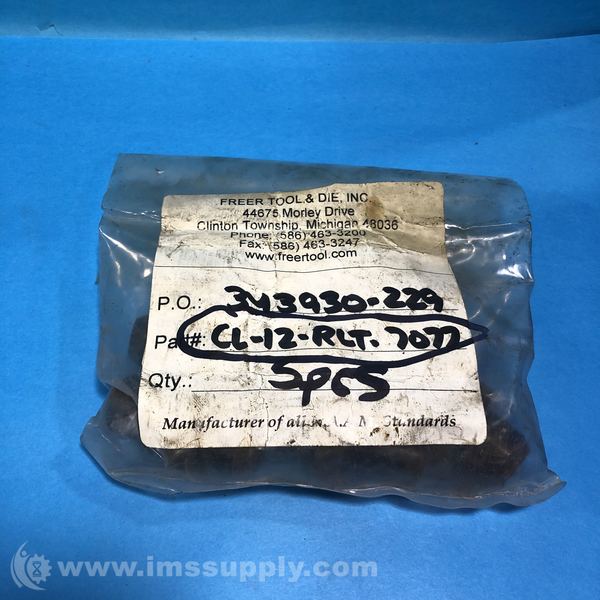 FREER TOOL & DIE, INC.
44675 Morley Drive
Clinton Township, Michigan 48036
Phone: (586) 463-3200
Fax: (586) 463-3247
www.freertool.com
P.O.: 343930-229
Part#: CL-12-RLT. 7077
Qty.: 5pcs
Manufacturer of all Standards
www.imssupply.com